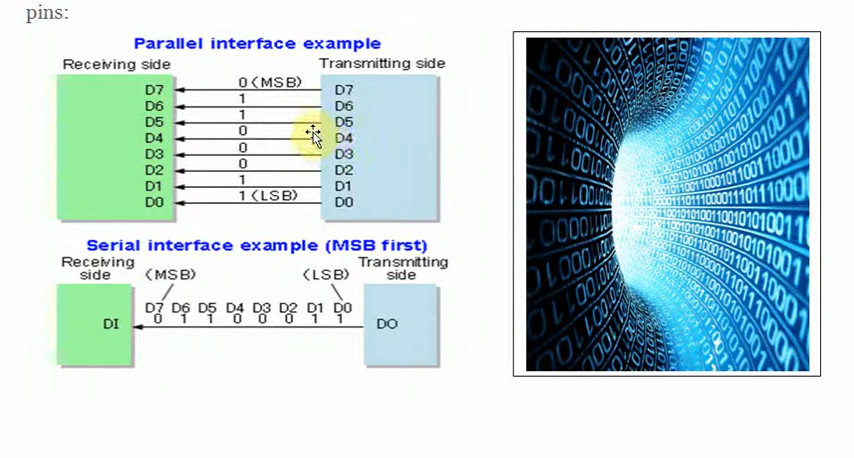 pins:
Parallel interface example
Receiving side
Transmitting side
D7 0 (MSB) D7
D6 1 D6
D5 1 D5
D4 0 D4
D3 0 D3
D2 0 D2
D1 1 D1
D0 1 (LSB) D0
Serial interface example (MSB first)
Receiving side
(MSB)
(LSB)
Transmitting side
D7 D6 D5 D4 D3 D2 D1 D0
0 1 1 0 0 0 1 1
DI
DO